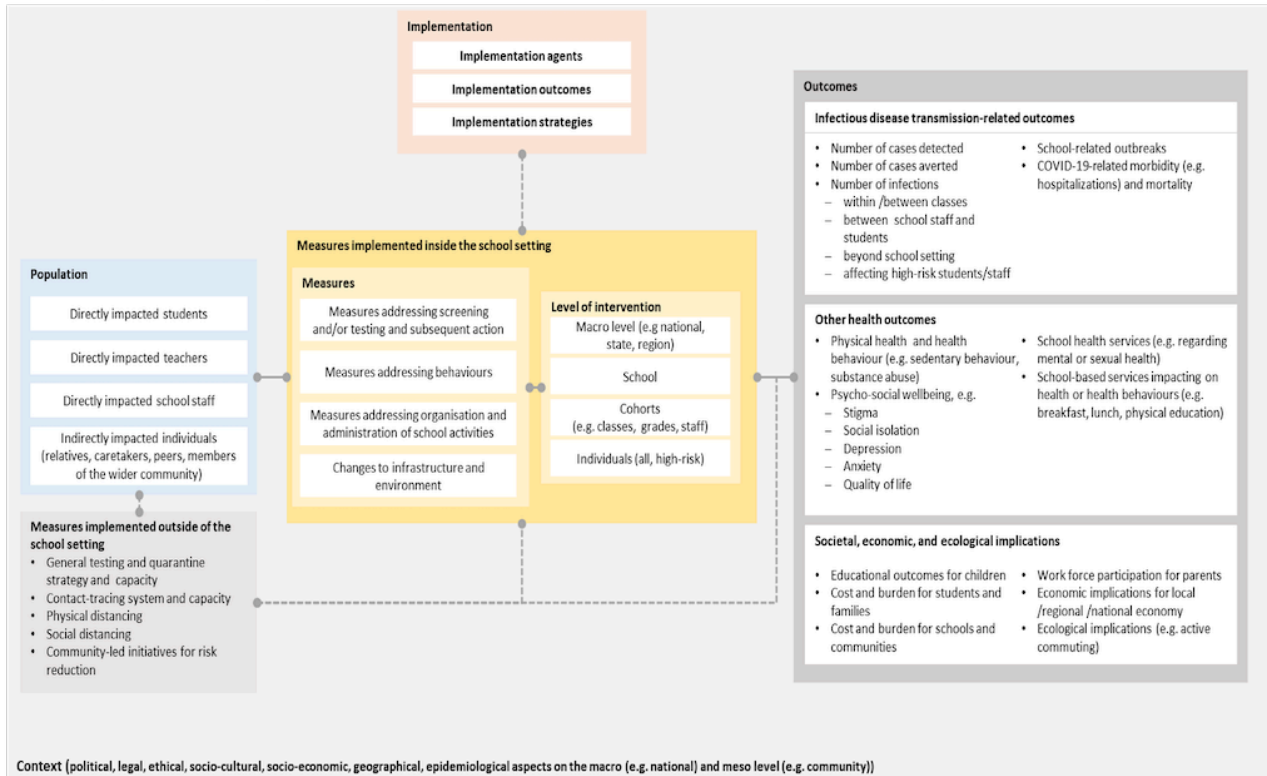 Implementation
Implementation agents
Implementation outcomes
Implementation strategies
Population
Directly impacted students
Directly impacted teachers
Directly impacted school staff
Indirectly impacted individuals
(relatives, caretakers, peers, members
of the wider community)
Measures implemented outside of the
school setting
• General testing and quarantine
strategy and capacity
• Contact-tracing system and capacity
• Physical distancing
• Social distancing
• Community-led initiatives for risk
reduction
Measures implemented inside the school setting
Measures
Measures addressing screening
and/or testing and subsequent action
Measures addressing behaviours
Measures addressing organisation and
administration of school activities
Changes to infrastructure and
environment
Level of intervention
Macro level (e.g national,
state, region)
School
Cohorts
(e.g. classes, grades, staff)
Individuals (all, high-risk)
Outcomes
Infectious disease transmission-related outcomes
• Number of cases detected
• Number of cases averted
• Number of infections
– within /between classes
– between school staff and
students
– beyond school setting
– affecting high-risk students/staff
• School-related outbreaks
• COVID-19-related morbidity (e.g.
hospitalizations) and mortality
Other health outcomes
• Physical health and health
behaviour (e.g. sedentary behaviour,
substance abuse)
• Psycho-social wellbeing, e.g.
– Stigma
– Social isolation
– Depression
– Anxiety
– Quality of life
• School health services (e.g. regarding
mental or sexual health)
• School-based services impacting on
health or health behaviours (e.g.
breakfast, lunch, physical education)
Societal, economic, and ecological implications
• Educational outcomes for children
• Cost and burden for students and
families
• Cost and burden for schools and
communities
• Work force participation for parents
• Economic implications for local
/regional /national economy
• Ecological implications (e.g. active
commuting)
Context (political, legal, ethical, socio-cultural, socio-economic, geographical, epidemiological aspects on the macro (e.g. national) and meso level (e.g. community))